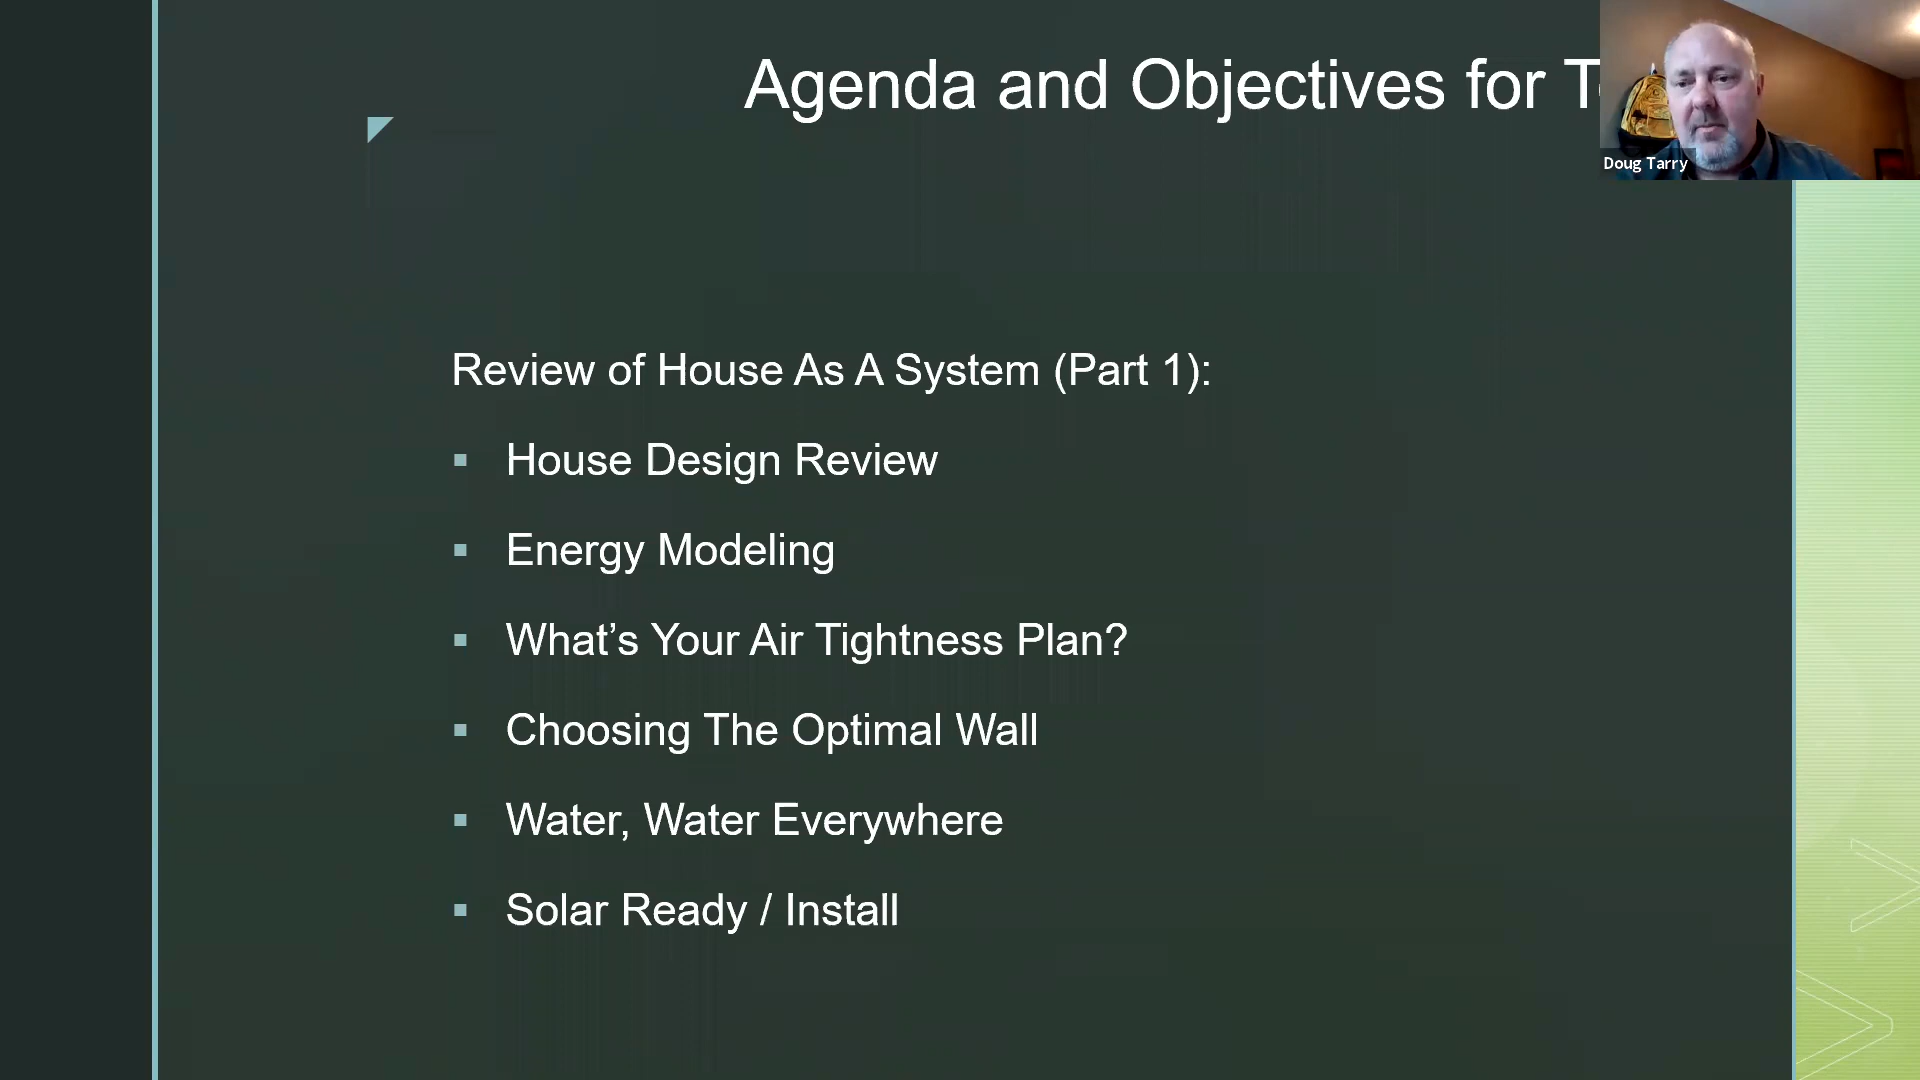 Agenda and Objectives for
Doug Tarry
Review of House As A System (Part 1):
▪ House Design Review
▪ Energy Modeling
▪ What’s Your Air Tightness Plan?
▪ Choosing The Optimal Wall
▪ Water, Water Everywhere
▪ Solar Ready / Install